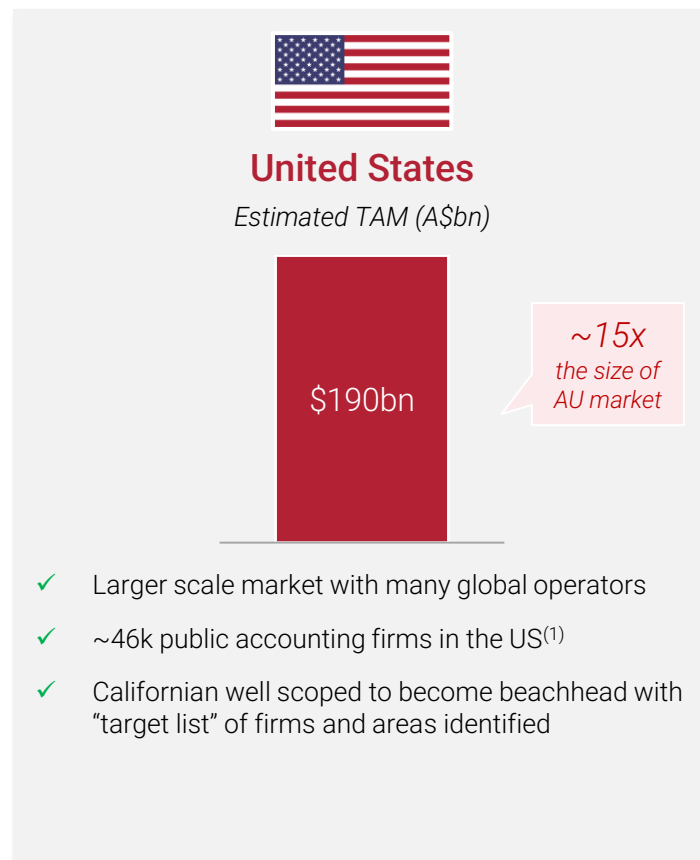 United States
Estimated TAM (A$bn)
~15x
the size of
AU market
$190bn
Larger scale market with many global operators
~46k public accounting firms in the US(1)
Californian well scoped to become beachhead with
“target list” of firms and areas identified